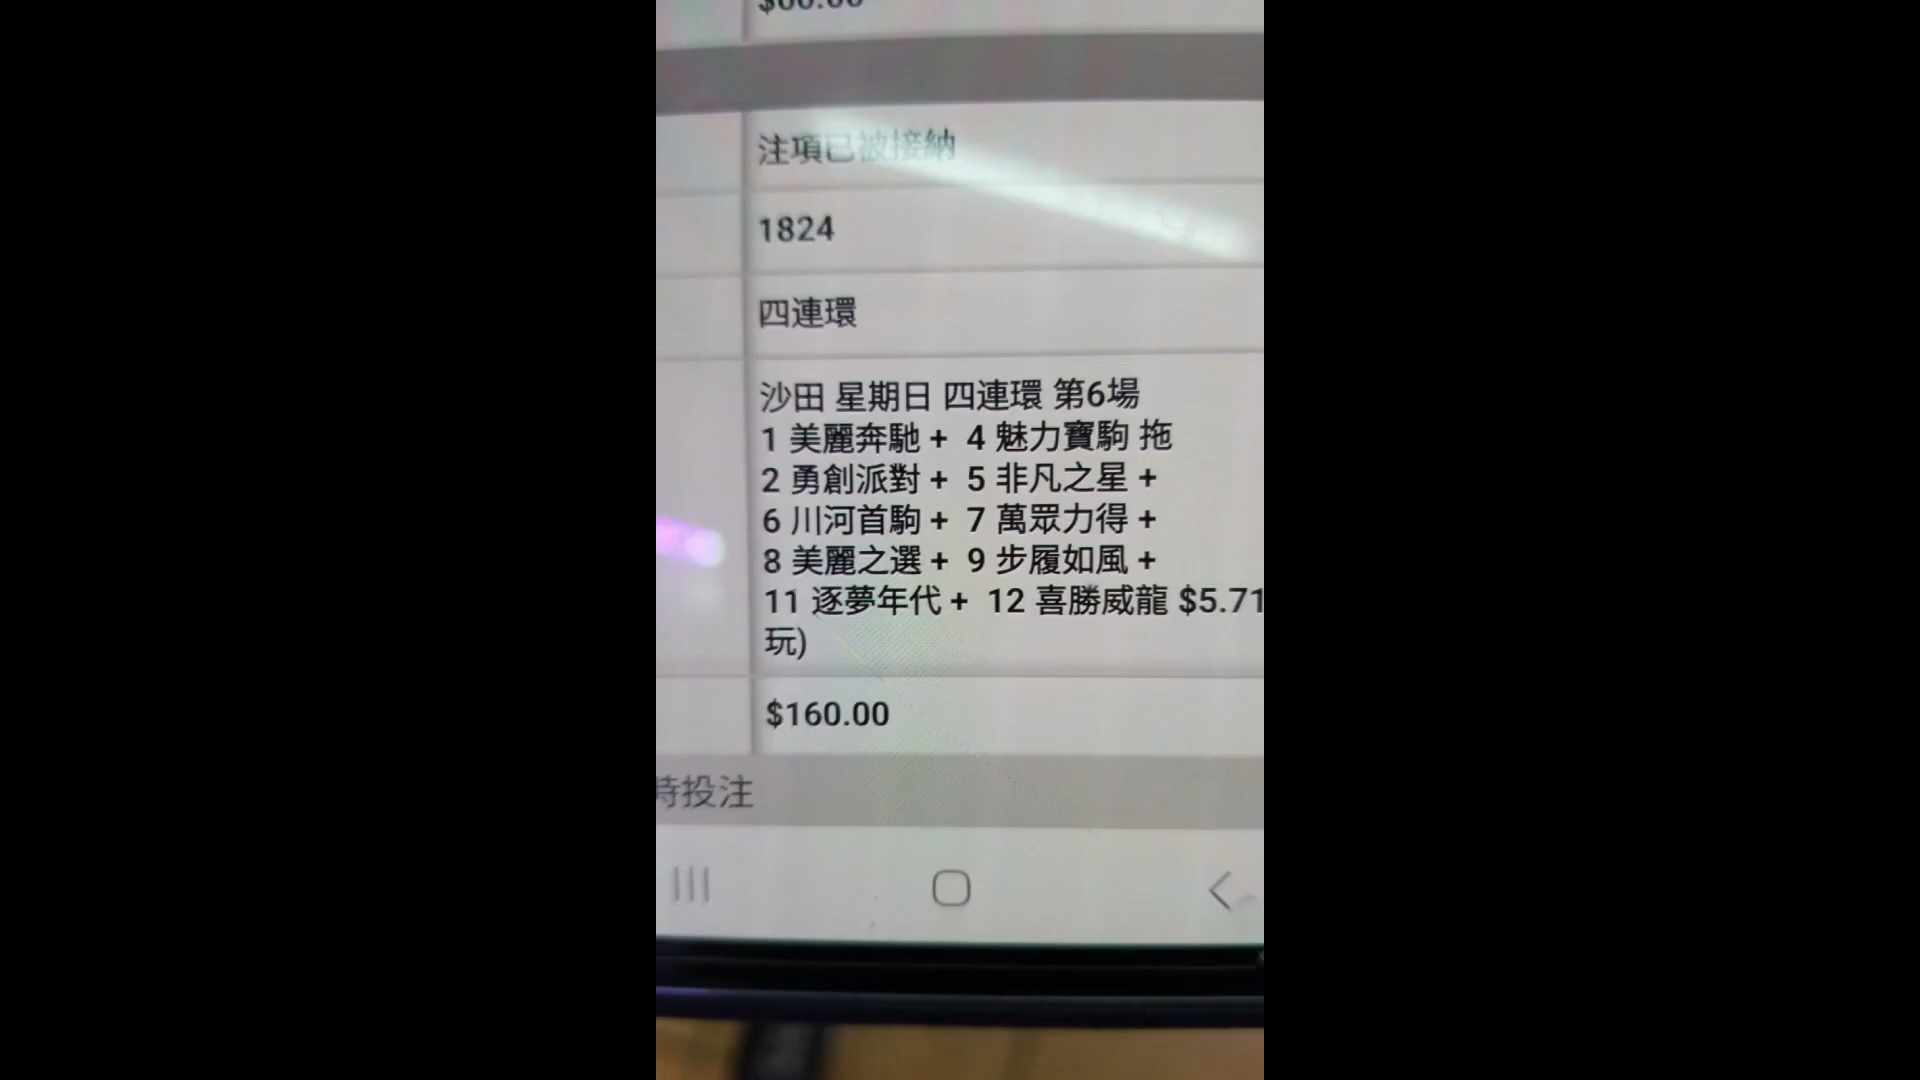 $60.00
注項已被接納
1824
四連環
沙田 星期日 四連環 第6場
1 美麗奔馳 + 4 魅力寶駒 拖
2 勇創派對 + 5 非凡之星 +
6 川河首駒 + 7 萬眾力得 +
8 美麗之選 + 9 步履如風 +
11 逐夢年代 + 12 喜勝威龍 $5.71
玩)
$160.00
時投注